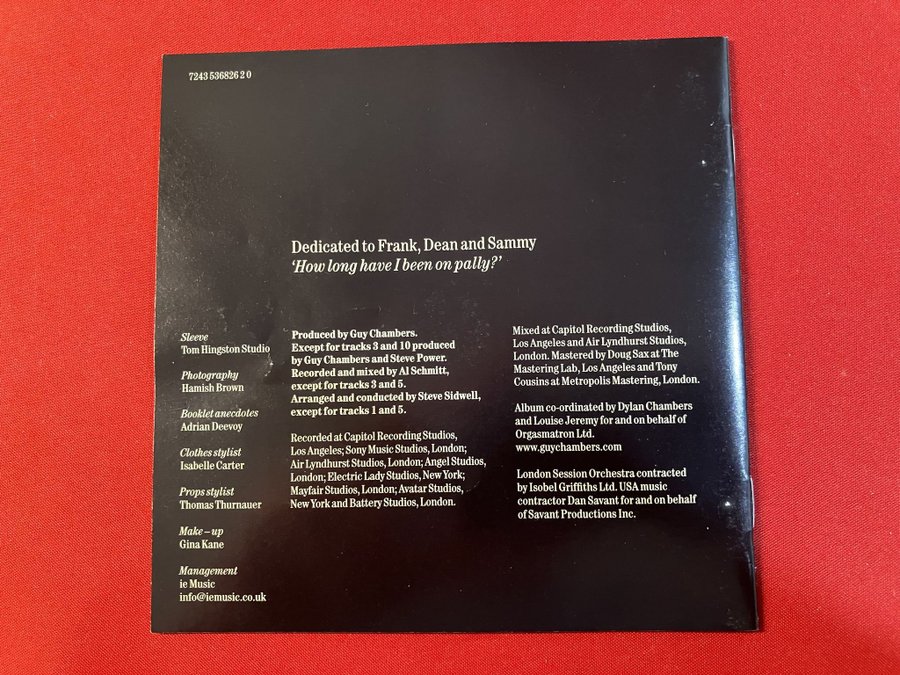 7243 536826 2 0
Dedicated to Frank, Dean and Sammy
‘How long have I been on pally?’
Sleeve
Tom Hingston Studio
Photography
Hamish Brown
Booklet anecdotes
Adrian Deevoy
Clothes stylist
Isabelle Carter
Props stylist
Thomas Thurnauer
Make – up
Gina Kane
Management
ie Music
info@iemusic.co.uk
Produced by Guy Chambers.
Except for tracks 3 and 10 produced
by Guy Chambers and Steve Power.
Recorded and mixed by Al Schmitt,
except for tracks 3 and 5.
Arranged and conducted by Steve Sidwell,
except for tracks 1 and 5.
Recorded at Capitol Recording Studios,
Los Angeles; Sony Music Studios, London;
Air Lyndhurst Studios, London; Angel Studios,
London; Electric Lady Studios, New York;
Mayfair Studios, London; Avatar Studios,
New York and Battery Studios, London.
Mixed at Capitol Recording Studios,
Los Angeles and Air Lyndhurst Studios,
London. Mastered by Doug Sax at The
Mastering Lab, Los Angeles and Tony
Cousins at Metropolis Mastering, London.
Album co-ordinated by Dylan Chambers
and Louise Jeremy for and on behalf of
Orgasmatron Ltd.
www.guychambers.com
London Session Orchestra contracted
by Isobel Griffiths Ltd. USA music
contractor Dan Savant for and on behalf
of Savant Productions Inc.